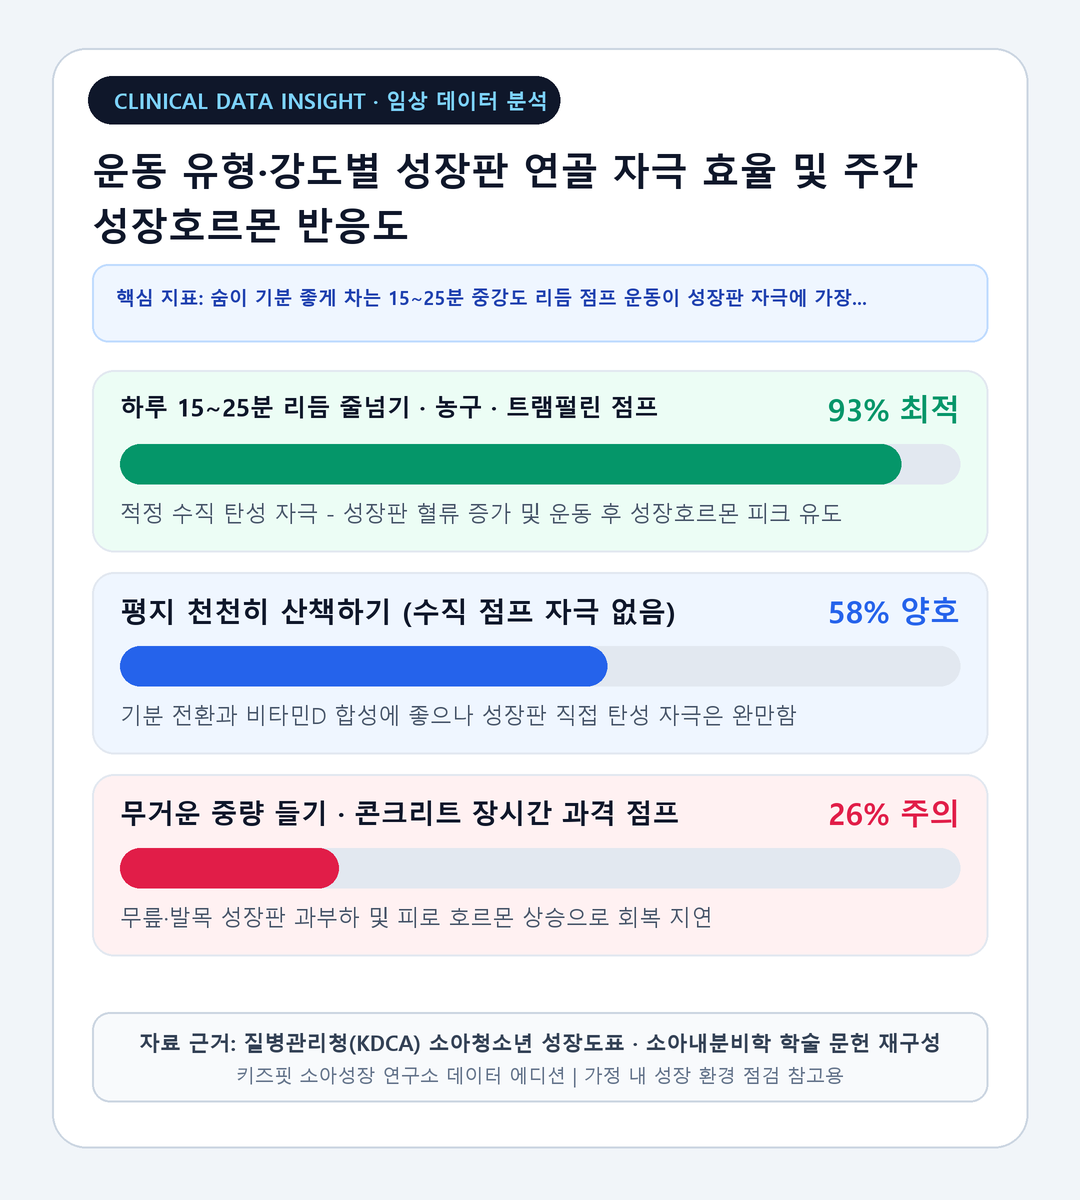 CLINICAL DATA INSIGHT · 임상 데이터 분석
운동 유형·강도별 성장판 연골 자극 효율 및 주간
성장호르몬 반응도
핵심 지표: 숨이 기분 좋게 차는 15~25분 중강도 리듬 점프 운동이 성장판 자극에 가장...
하루 15~25분 리듬 줄넘기 · 농구 · 트램펄린 점프
93% 최적
적정 수직 탄성 자극 - 성장판 혈류 증가 및 운동 후 성장호르몬 피크 유도
평지 천천히 산책하기 (수직 점프 자극 없음)
58% 양호
기분 전환과 비타민D 합성에 좋으나 성장판 직접 탄성 자극은 완만함
무거운 중량 들기 · 콘크리트 장시간 과격 점프
26% 주의
무릎·발목 성장판 과부하 및 피로 호르몬 상승으로 회복 지연
자료 근거: 질병관리청(KDCA) 소아청소년 성장도표 · 소아내분비학 학술 문헌 재구성
키즈핏 소아성장 연구소 데이터 에디션 | 가정 내 성장 환경 점검 참고용